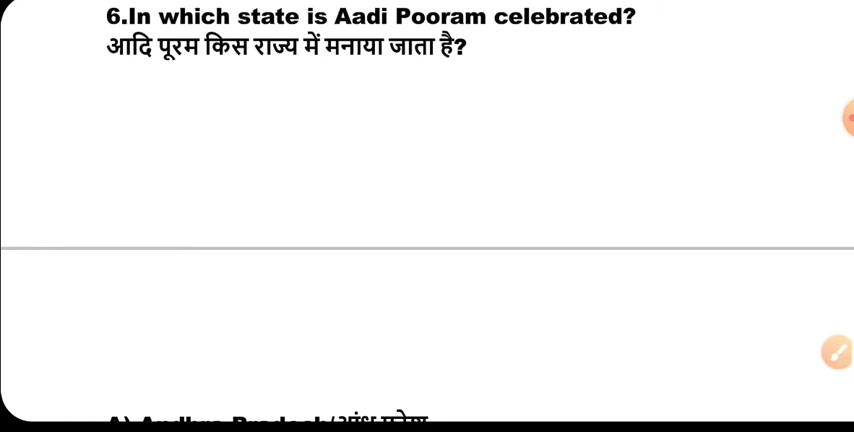 6.In which state is Aadi Pooram celebrated?
आदि पूरम किस राज्य में मनाया जाता है?
A) Andhra Pradesh/आंध्र प्रदेश